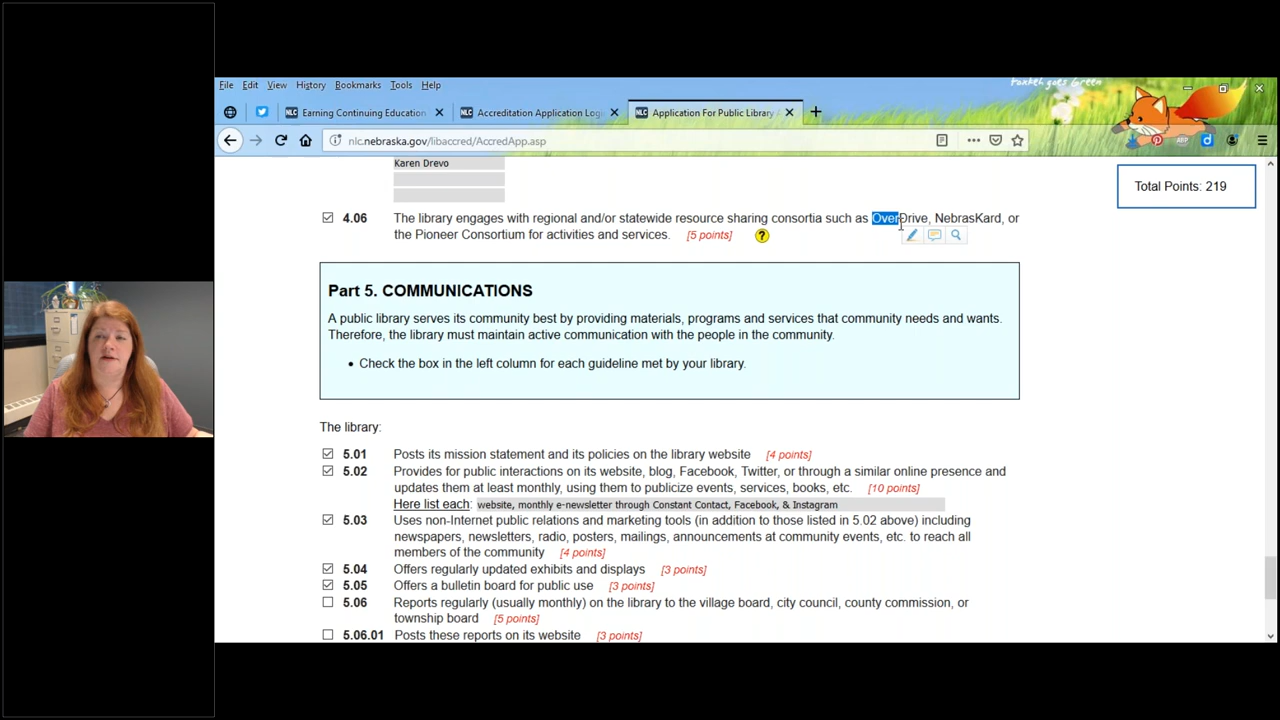 foxkeh goes Green
File Edit View History Bookmarks Tools Help
NLC Earning Continuing Education
NLC Accreditation Application Log
NLC Application For Public Library A
nlc.nebraska.gov/libaccred/AccredApp.asp
Karen Drevo
Total Points: 219
4.06 The library engages with regional and/or statewide resource sharing consortia such as OverDrive, NebrasKard, or
the Pioneer Consortium for activities and services. [5 points] ?
Part 5. COMMUNICATIONS
A public library serves its community best by providing materials, programs and services that community needs and wants.
Therefore, the library must maintain active communication with the people in the community.
• Check the box in the left column for each guideline met by your library.
The library:
5.01 Posts its mission statement and its policies on the library website [4 points]
5.02 Provides for public interactions on its website, blog, Facebook, Twitter, or through a similar online presence and
updates them at least monthly, using them to publicize events, services, books, etc. [10 points]
Here list each: website, monthly e-newsletter through Constant Contact, Facebook, & Instagram
5.03 Uses non-Internet public relations and marketing tools (in addition to those listed in 5.02 above) including
newspapers, newsletters, radio, posters, mailings, announcements at community events, etc. to reach all
members of the community [4 points]
5.04 Offers regularly updated exhibits and displays [3 points]
5.05 Offers a bulletin board for public use [3 points]
5.06 Reports regularly (usually monthly) on the library to the village board, city council, county commission, or
township board [5 points]
5.06.01 Posts these reports on its website [3 points]